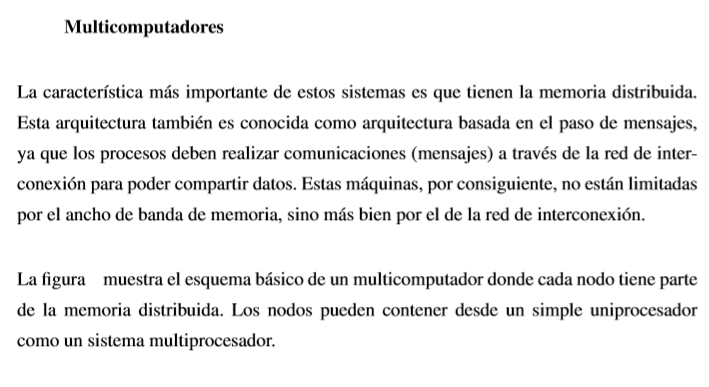 Multicomputadores
La característica más importante de estos sistemas es que tienen la memoria distribuida.
Esta arquitectura también es conocida como arquitectura basada en el paso de mensajes,
ya que los procesos deben realizar comunicaciones (mensajes) a través de la red de inter-
conexión para poder compartir datos. Estas máquinas, por consiguiente, no están limitadas
por el ancho de banda de memoria, sino más bien por el de la red de interconexión.
La figura muestra el esquema básico de un multicomputador donde cada nodo tiene parte
de la memoria distribuida. Los nodos pueden contener desde un simple uniprocesador
como un sistema multiprocesador.